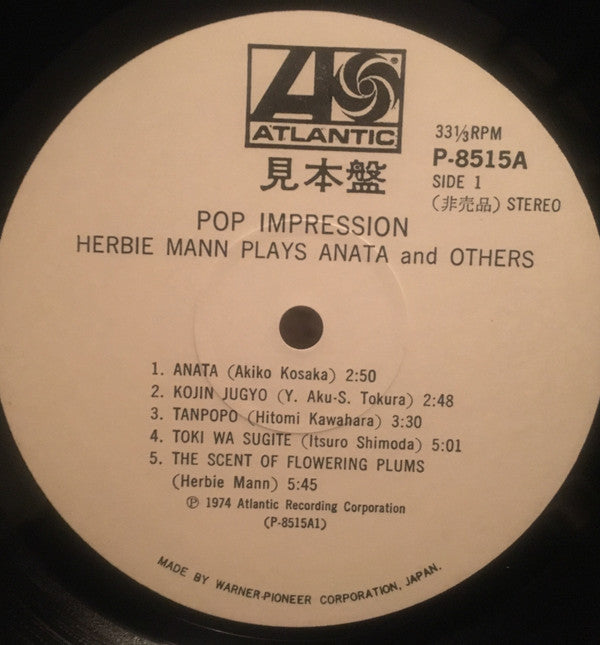 ATLANTIC
見本盤
33⅓RPM
P-8515A
SIDE 1
(非売品) STEREO
POP IMPRESSION
HERBIE MANN PLAYS ANATA and OTHERS
1. ANATA (Akiko Kosaka) 2:50
2. KOJIN JUGYO (Y. Aku-S. Tokura) 2:48
3. TANPOPO (Hitomi Kawahara) 3:30
4. TOKI WA SUGITE (Itsuro Shimoda) 5:01
5. THE SCENT OF FLOWERING PLUMS
(Herbie Mann) 5:45
℗ 1974 Atlantic Recording Corporation
(P-8515A1)
MADE BY WARNER-PIONEER CORPORATION, JAPAN.